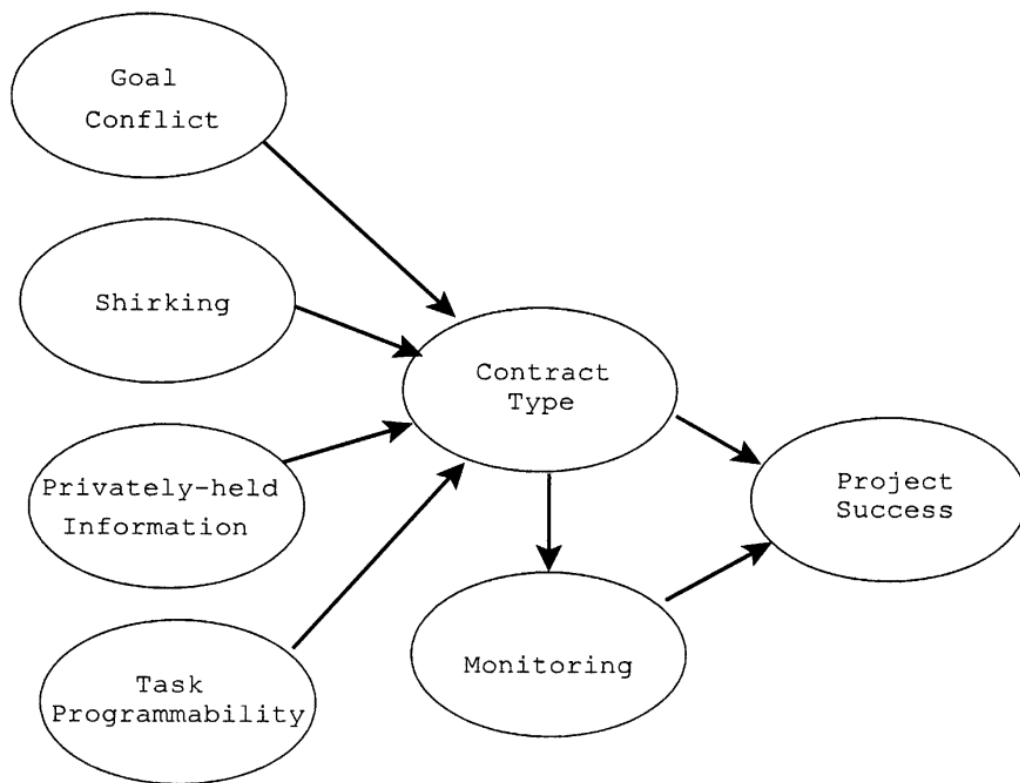 Goal
Conflict
Shirking
Contract
Type
Privately-held
Information
Project
Success
Monitoring
Task
Programmability